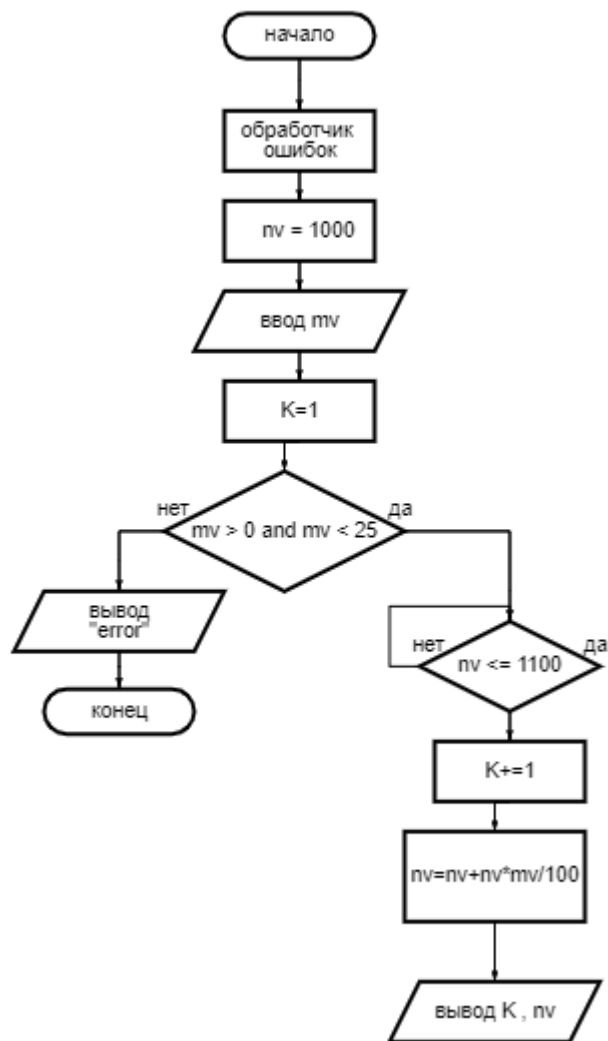 начало
обработчик
ошибок
nv = 1000
ввод mv
K=1
нет
да
mv > 0 and mv < 25
вывод
"error"
конец
нет
да
nv <= 1100
K+=1
nv=nv+nv*mv/100
вывод K , nv